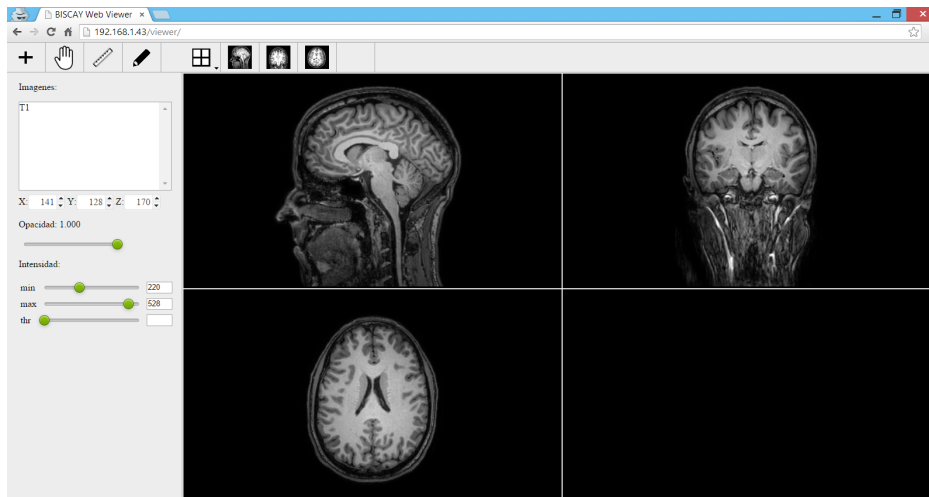 BISCAY Web Viewer
192.168.1.43/viewer/
Imagenes:
T1
X: 141 Y: 128 Z: 170
Opacidad: 1.000
Intensidad:
min 220
max 528
thr